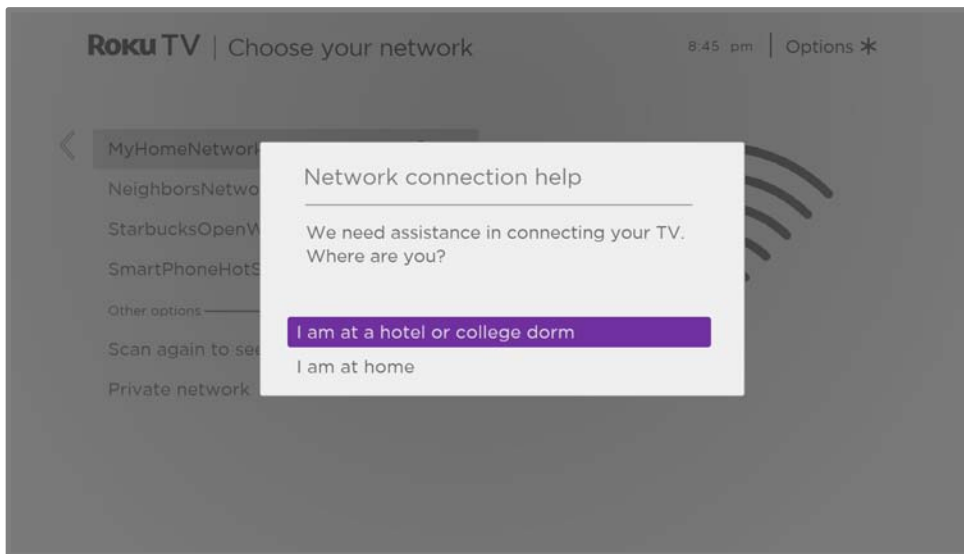 Roku TV | Choose your network
8:45 pm | Options *
MyHomeNetwork
NeighborsNetwo
StarbucksOpenW
SmartPhoneHotS
Other options
Scan again to see
Private network
Network connection help
We need assistance in connecting your TV.
Where are you?
I am at a hotel or college dorm
I am at home